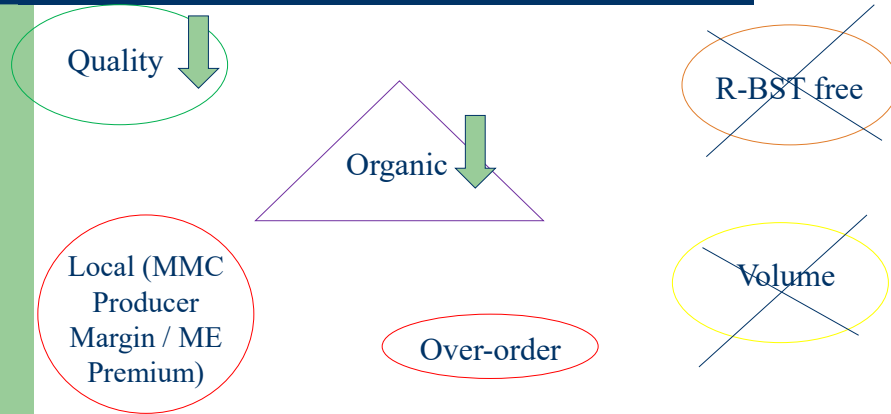 Quality
R-BST free
Organic
Local (MMC
Producer
Margin / ME
Premium)
Volume
Over-order